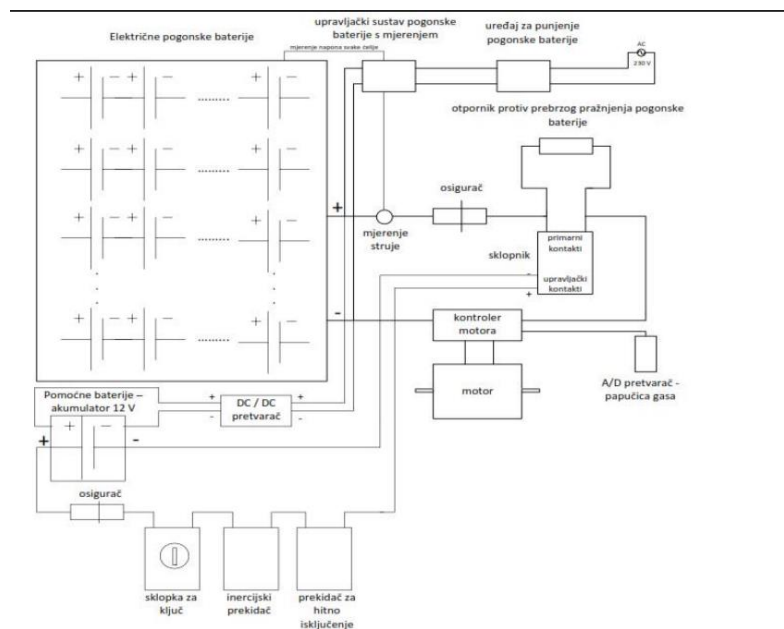 Električne pogonske baterije
upravljački sustav pogonske
baterije s mjerenjem
uređaj za punjenje
pogonske baterije
AC
230 V
mjerenje napona svake ćelije
+ − + − ........ + −
otpornik protiv prebrzog pražnjenja pogonske
baterije
+ − + − ........ + −
osigurač
+
+ − + − ........ + −
mjerenje
struje
sklopnik
primarni
kontakti
-
upravljački
kontakti
+
+ − + − ........ + −
-
kontroler
motora
motor
A/D pretvarač -
papučica gasa
Pomoćne baterije –
akumulator 12 V
+ DC / DC +
- pretvarač -
+ −
+ -
osigurač
sklopka za
ključ
inercijski
prekidač
prekidač za
hitno
isključenje